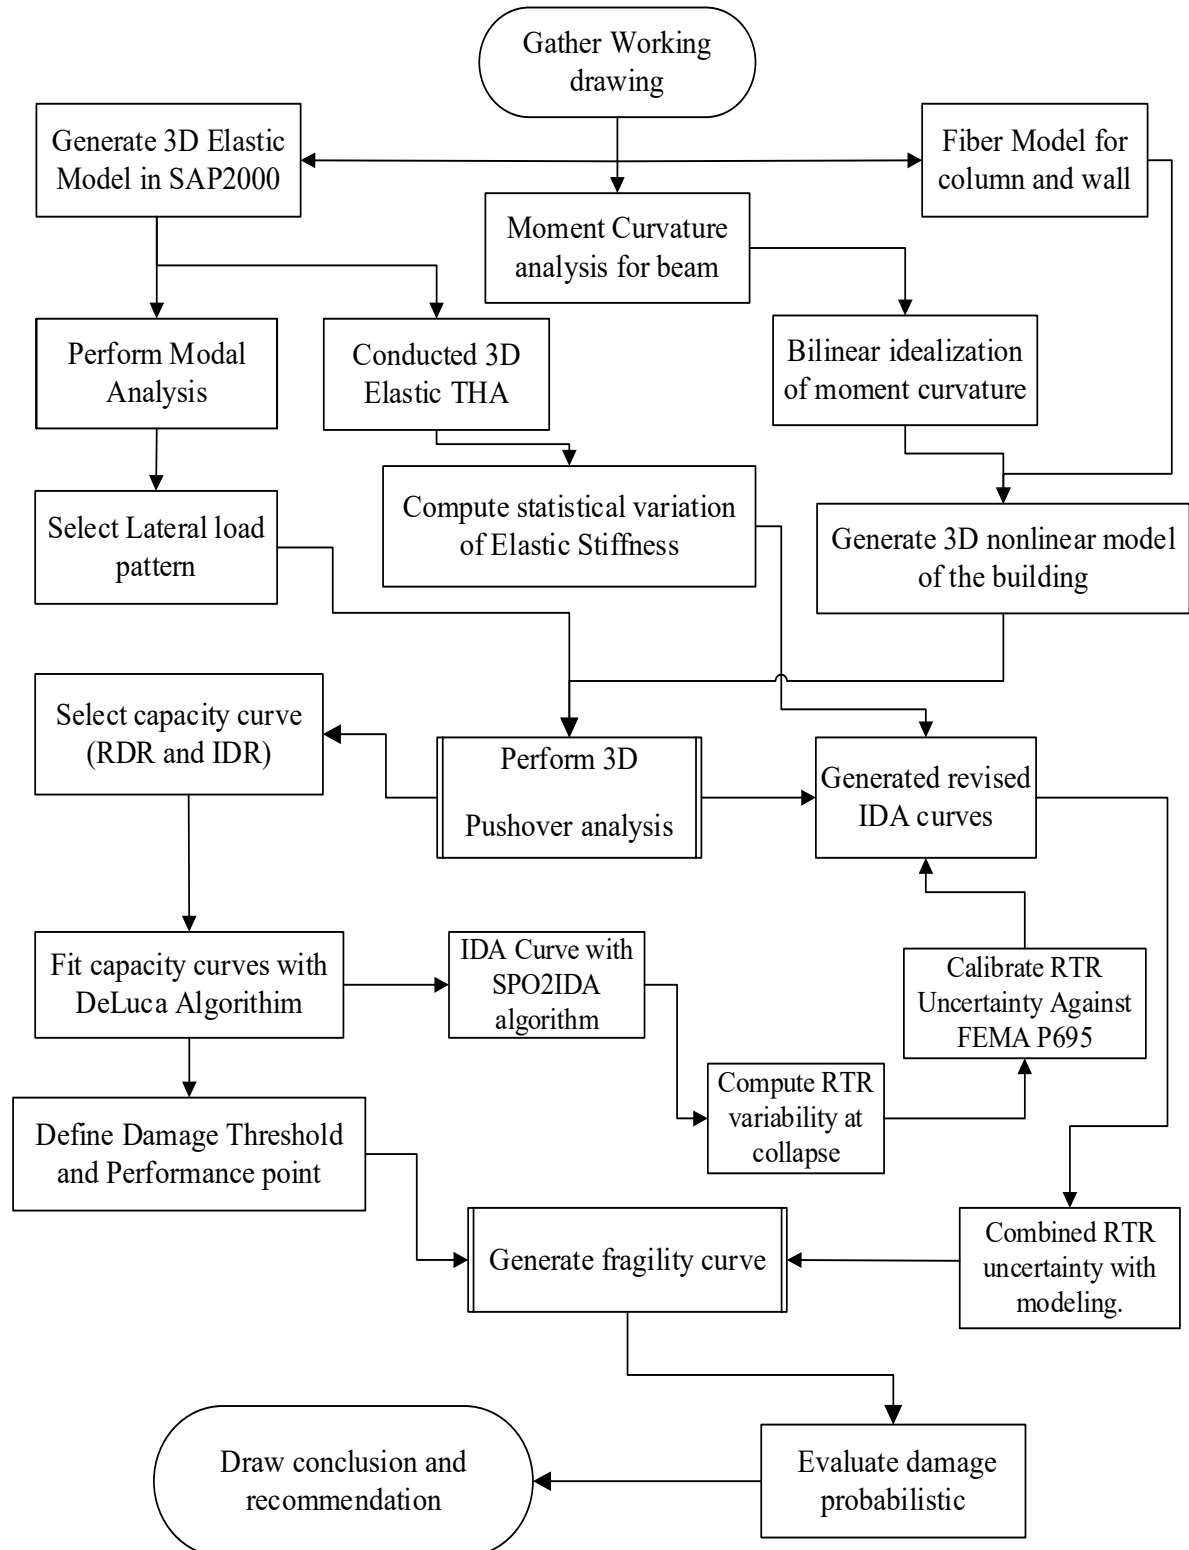 Gather Working
drawing
Generate 3D Elastic
Model in SAP2000
Fiber Model for
column and wall
Moment Curvature
analysis for beam
Perform Modal
Analysis
Conducted 3D
Elastic THA
Bilinear idealization
of moment curvature
Select Lateral load
pattern
Compute statistical variation
of Elastic Stiffness
Generate 3D nonlinear model
of the building
Select capacity curve
(RDR and IDR)
Perform 3D
Pushover analysis
Generated revised
IDA curves
Fit capacity curves with
DeLuca Algorithim
IDA Curve with
SPO2IDA
algorithm
Calibrate RTR
Uncertainty Against
FEMA P695
Compute RTR
variability at
collapse
Define Damage Threshold
and Performance point
Generate fragility curve
Combined RTR
uncertainty with
modeling.
Draw conclusion and
recommendation
Evaluate damage
probabilistic